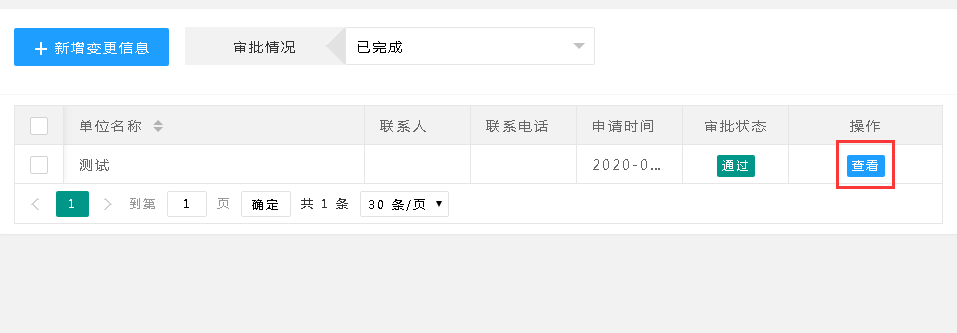 新增变更信息 审批情况 已完成
单位名称 联系人 联系电话 申请时间 审批状态 操作
测试 2020-0... 通过 查看
1 到第 1 页 确定 共 1 条 30 条/页